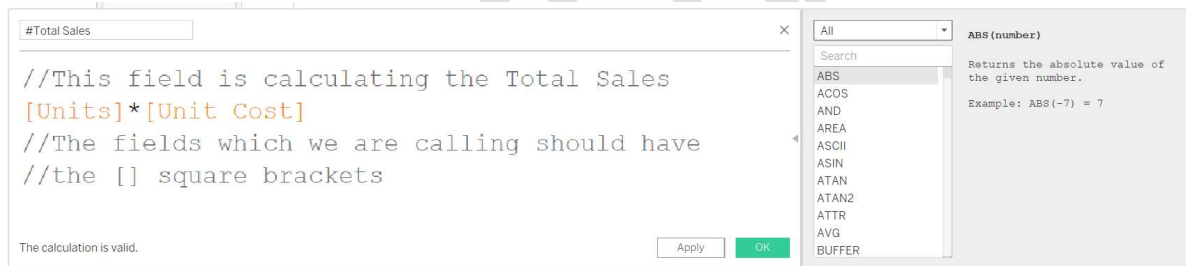 #Total Sales
//This field is calculating the Total Sales
[Units]*[Unit Cost]
//The fields which we are calling should have
//the [] square brackets
The calculation is valid.
Apply
OK
All
Search
ABS
ACOS
AND
AREA
ASCII
ASIN
ATAN
ATAN2
ATTR
AVG
BUFFER
ABS(number)
Returns the absolute value of
the given number.
Example: ABS(-7) = 7